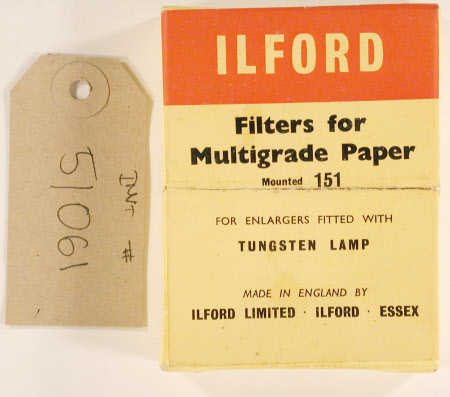 INT #
51061
ILFORD
Filters for
Multigrade Paper
Mounted 151
FOR ENLARGERS FITTED WITH
TUNGSTEN LAMP
MADE IN ENGLAND BY
ILFORD LIMITED · ILFORD · ESSEX